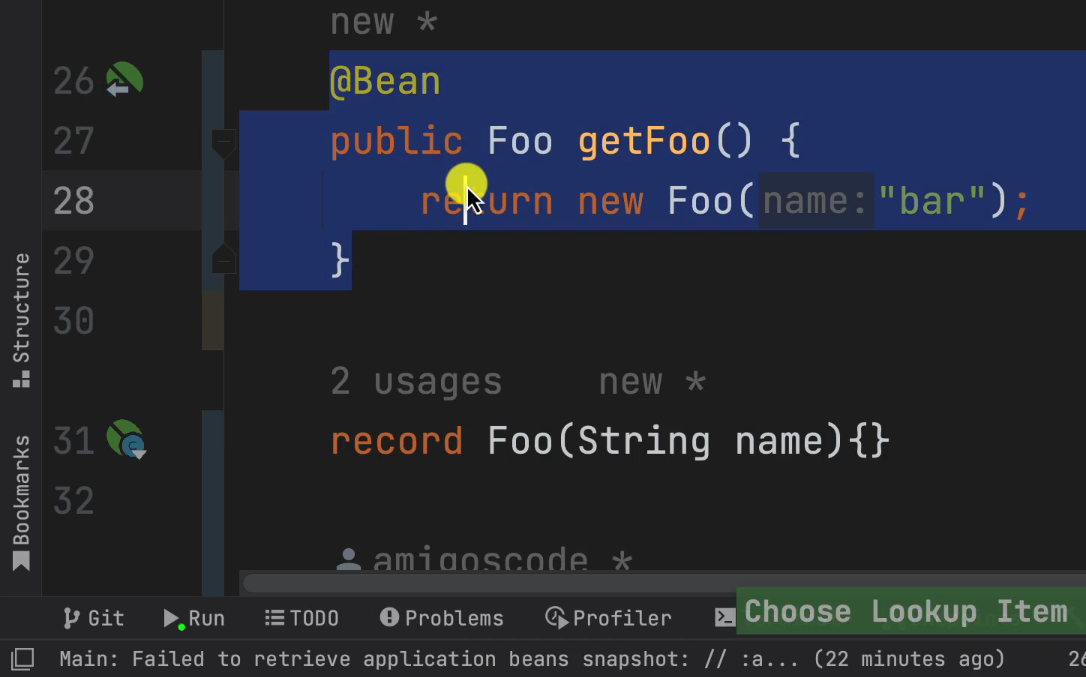 new *
26 @Bean
27 public Foo getFoo() {
28 return new Foo( name: "bar");
29 }
30
2 usages new *
31 record Foo(String name){}
32
amigoscode *
Structure
Bookmarks
Git Run TODO Problems Profiler
Choose Lookup Item
Main: Failed to retrieve application beans snapshot: // :a... (22 minutes ago) 26